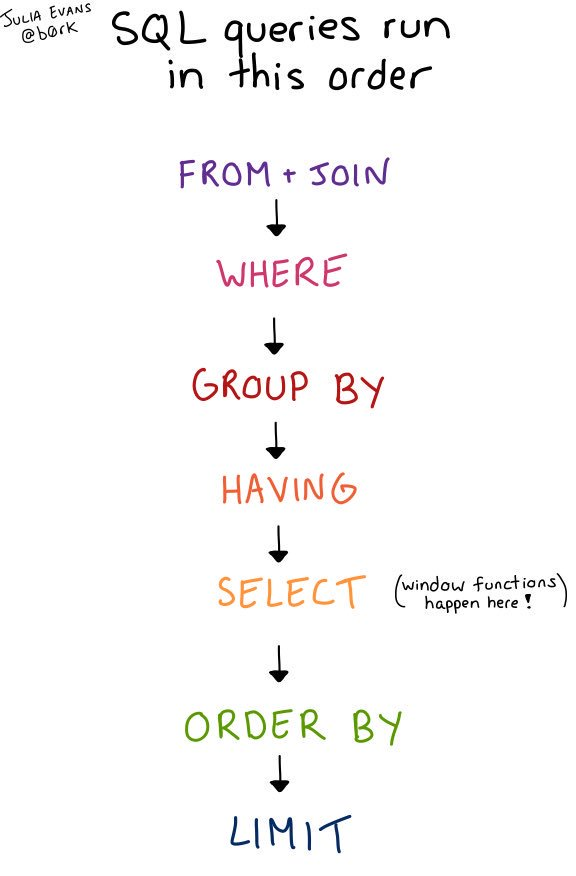 JULIA EVANS
@b0rk
SQL queries run
in this order
FROM + JOIN
WHERE
GROUP BY
HAVING
SELECT (window functions
happen here!)
ORDER BY
LIMIT